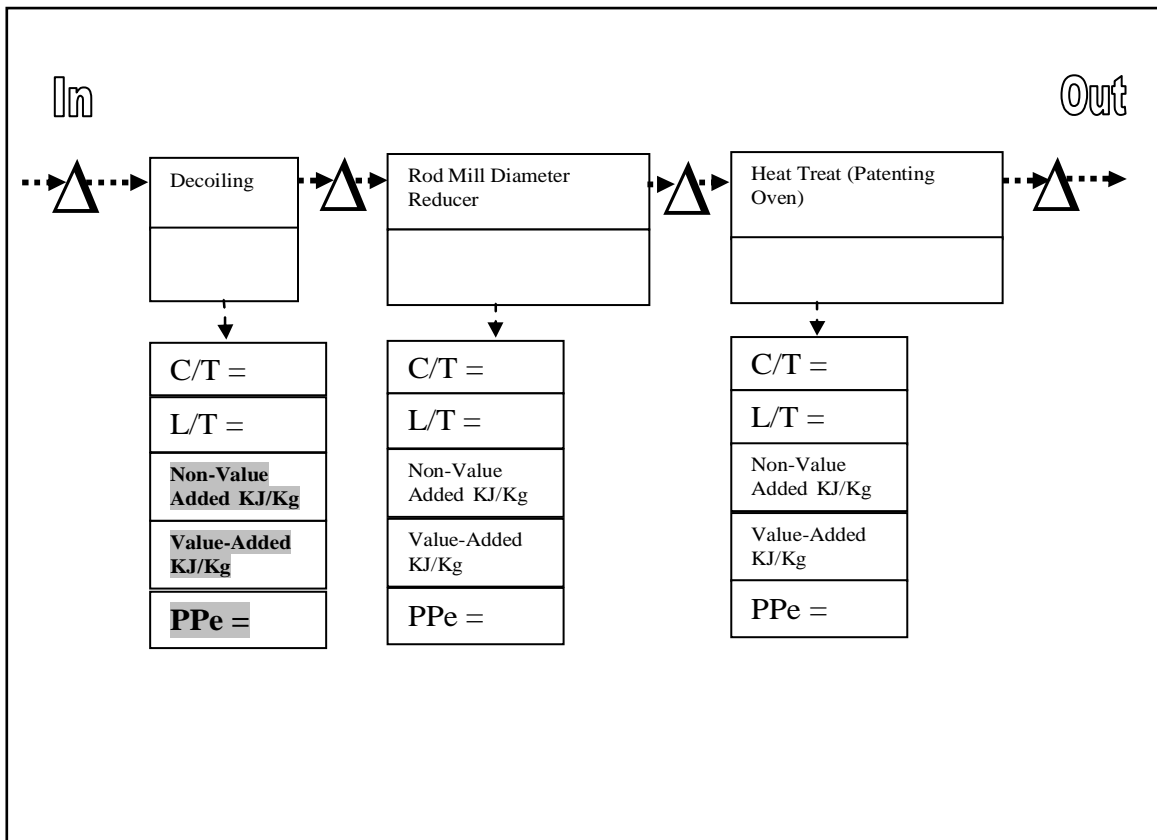 In
Out
Decoiling
Rod Mill Diameter
Reducer
Heat Treat (Patenting
Oven)
C/T =
L/T =
Non-Value
Added KJ/Kg
Value-Added
KJ/Kg
PPe =
C/T =
L/T =
Non-Value
Added KJ/Kg
Value-Added
KJ/Kg
PPe =
C/T =
L/T =
Non-Value
Added KJ/Kg
Value-Added
KJ/Kg
PPe =